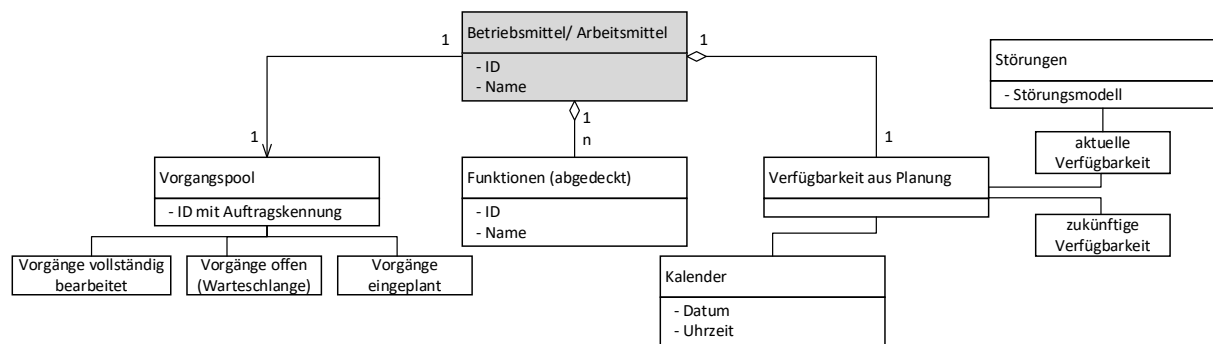 Betriebsmittel/ Arbeitsmittel
- ID
- Name
1
1
1
n
1
1
Störungen
- Störungsmodell
aktuelle
Verfügbarkeit
Vorgangspool
- ID mit Auftragskennung
Funktionen (abgedeckt)
- ID
- Name
Verfügbarkeit aus Planung
zukünftige
Verfügbarkeit
Vorgänge vollständig
bearbeitet
Vorgänge offen
(Warteschlange)
Vorgänge
eingeplant
Kalender
- Datum
- Uhrzeit